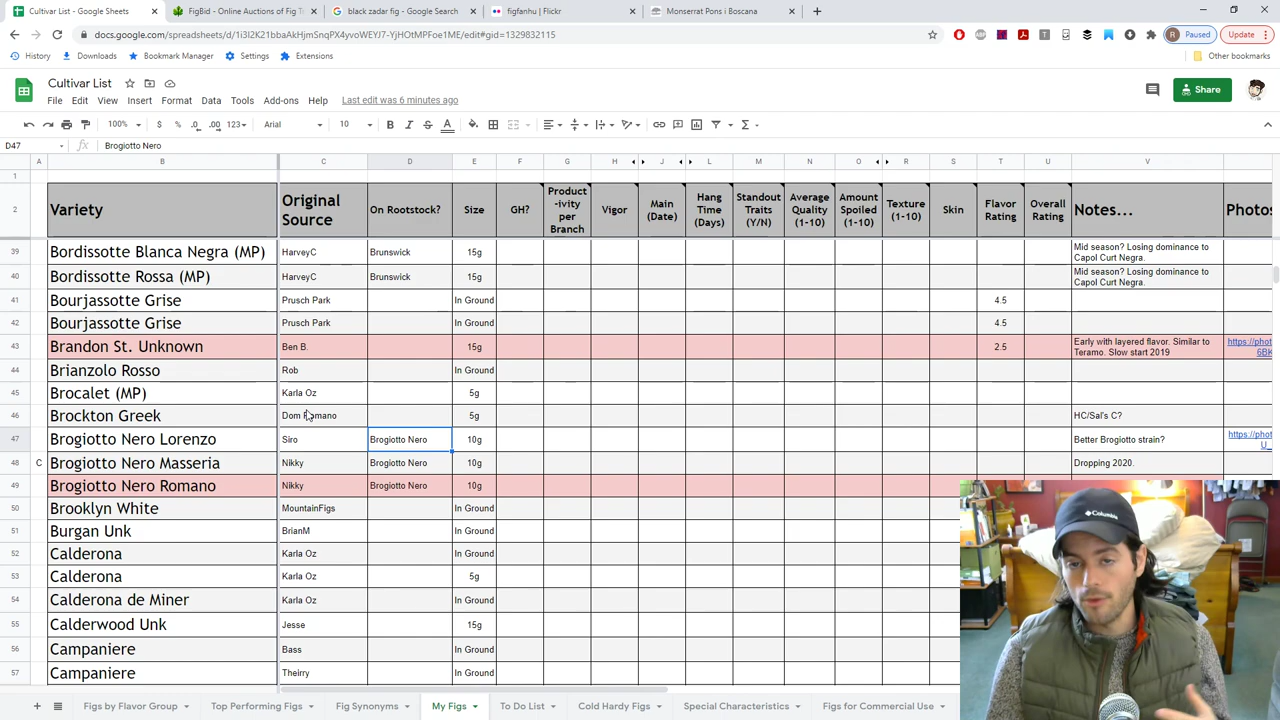 Cultivar List - Google Sheets
FigBid - Online Auctions of Fig T
black zadar fig - Google Search
figfanhu | Flickr
Monserrat Pons i Boscana
docs.google.com/spreadsheets/d/1i3I2K21bbaAkHjmSnqPX4yvoWEYJ7-YjHOtMPFoe1ME/edit#gid=1329832115
R Paused
Update
History
Downloads
Bookmark Manager
Settings
Extensions
Other bookmarks
Cultivar List
File Edit View Insert Format Data Tools Add-ons Help Last edit was 6 minutes ago
Share
100% $ % .0 .00 123 Arial 10 B I S A
D47 fx Brogiotto Nero
A B C D E F G H J L M N O R S T U V
1
2 Variety Original Source On Rootstock? Size GH? Product-ivity per Branch Vigor Main (Date) Hang Time (Days) Standout Traits (Y/N) Average Quality (1-10) Amount Spoiled (1-10) Texture (1-10) Skin Flavor Rating Overall Rating Notes... Photos
39 Bordissotte Blanca Negra (MP) HarveyC Brunswick 15g Mid season? Losing dominance to Capol Curt Negra.
40 Bordissotte Rossa (MP) HarveyC Brunswick 15g Mid season? Losing dominance to Capol Curt Negra.
41 Bourjassotte Grise Prusch Park In Ground 4.5
42 Bourjassotte Grise Prusch Park In Ground 4.5
43 Brandon St. Unknown Ben B. 15g 2.5 Early with layered flavor. Similar to Teramo. Slow start 2019 https://phot 6BK
44 Brianzolo Rosso Rob In Ground
45 Brocalet (MP) Karla Oz 5g
46 Brockton Greek Dom Romano 5g HC/Sal's C?
47 Brogiotto Nero Lorenzo Siro Brogiotto Nero 10g Better Brogiotto strain? https://phot U_
48 C Brogiotto Nero Masseria Nikky Brogiotto Nero 10g Dropping 2020.
49 Brogiotto Nero Romano Nikky Brogiotto Nero 10g
50 Brooklyn White MountainFigs In Ground
51 Burgan Unk BrianM In Ground
52 Calderona Karla Oz In Ground
53 Calderona Karla Oz 5g
54 Calderona de Miner Karla Oz In Ground
55 Calderwood Unk Jesse 15g
56 Campaniere Bass In Ground
57 Campaniere Theirry In Ground
Columbia
Figs by Flavor Group
Top Performing Figs
Fig Synonyms
My Figs
To Do List
Cold Hardy Figs
Special Characteristics
Figs for Commercial Use